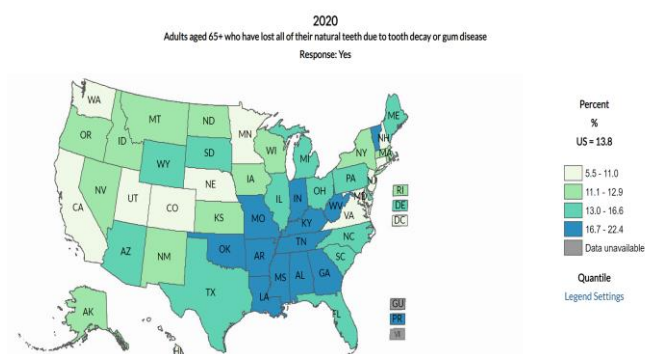 2020
Adults aged 65+ who have lost all of their natural teeth due to tooth decay or gum disease
Response: Yes
WA
MT
ND
MN
ME
OR
ID
WY
SD
WI
MI
NY
NH
MA
NV
UT
CO
NE
IA
IL
IN
OH
PA
NJ
CA
KS
MO
KY
WV
VA
MD
AZ
NM
OK
AR
TN
NC
SC
TX
LA
MS
AL
GA
FL
AK
HI
RI
DE
DC
GU
PR
VI
Percent
%
US = 13.8
5.5 - 11.0
11.1 - 12.9
13.0 - 16.6
16.7 - 22.4
Data unavailable
Quantile
Legend Settings